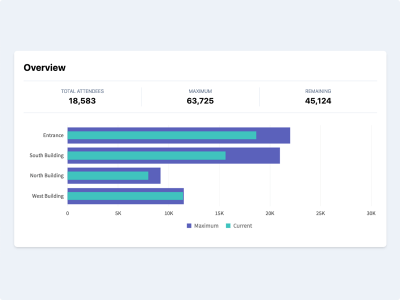 Overview
TOTAL ATTENDEES MAXIMUM REMAINING
18,583 63,725 45,124
Entrance
South Building
North Building
West Building
0 5K 10K 15K 20K 25K 30K
Maximum Current